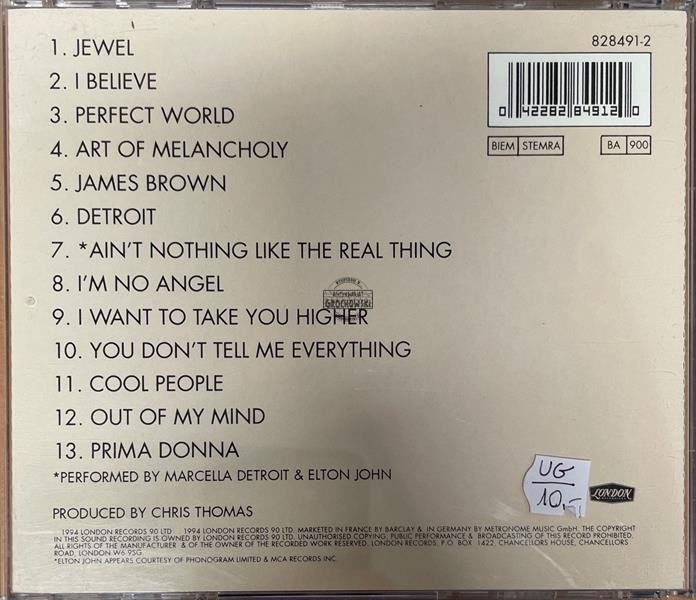 828491-2
1. JEWEL
2. I BELIEVE
3. PERFECT WORLD
4. ART OF MELANCHOLY
5. JAMES BROWN
6. DETROIT
7. *AIN'T NOTHING LIKE THE REAL THING
8. I'M NO ANGEL
9. I WANT TO TAKE YOU HIGHER
10. YOU DON'T TELL ME EVERYTHING
11. COOL PEOPLE
12. OUT OF MY MIND
13. PRIMA DONNA
*PERFORMED BY MARCELLA DETROIT & ELTON JOHN
PRODUCED BY CHRIS THOMAS
0 42282 84912 0
BIEM STEMRA BA 900
GROCHOWSKI
UG
10,-
LONDON
1994 LONDON RECORDS 90 LTD 1994 LONDON RECORDS 90 LTD. MARKETED IN FRANCE BY BARCLAY & IN GERMANY BY METRONOME MUSIC GmbH, THE COPYRIGHT
IN THIS SOUND RECORDING IS OWNED BY LONDON RECORDS 90 LTD. UNAUTHORISED COPYING, PUBLIC PERFORMANCE & BROADCASTING OF THIS RECORD PROHIBITED.
ALL RIGHTS OF THE MANUFACTURER & OF THE OWNER OF THE RECORDED WORK RESERVED. LONDON RECORDS, P.O. BOX 1422, CHANCELLORS HOUSE, CHANCELLORS
ROAD, LONDON W6 9SG
*ELTON JOHN APPEARS COURTESY OF PHONOGRAM LIMITED & MCA RECORDS INC.